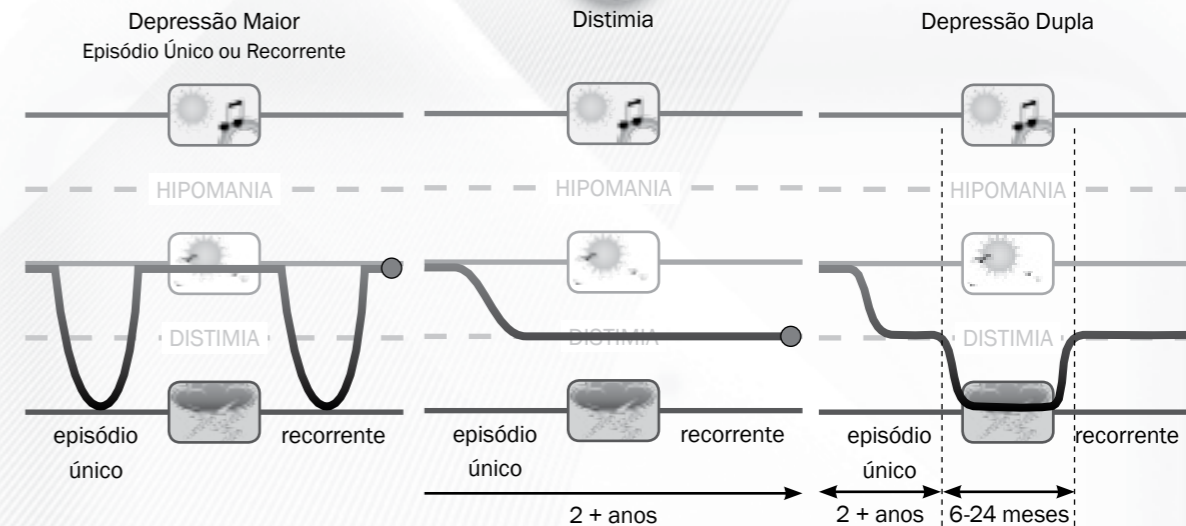 Depressão Maior
Episódio Único ou Recorrente
HIPOMANIA
DISTIMIA
episódio
único
recorrente
Distimia
HIPOMANIA
DISTIMIA
episódio
único
recorrente
2 + anos
Depressão Dupla
HIPOMANIA
DISTIMIA
episódio
único
recorrente
2 + anos
6-24 meses